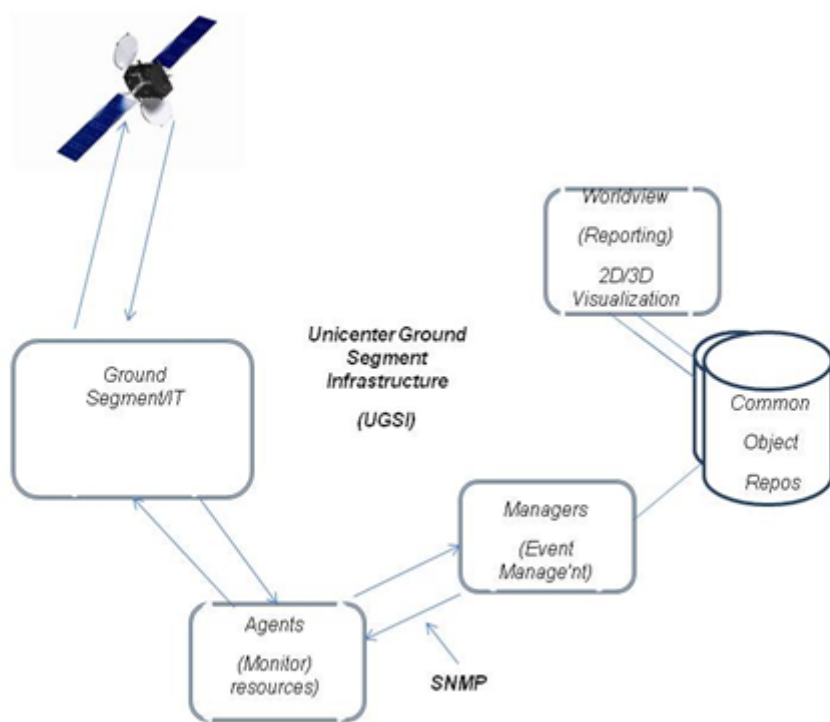 Worldview
(Reporting)
2D/3D
Visualization
Unicenter Ground
Segment
Infrastructure
(UGSI)
Ground
Segment/IT
Common
Object
Repos
Managers
(Event
Manage'nt)
Agents
(Monitor)
resources)
SNMP